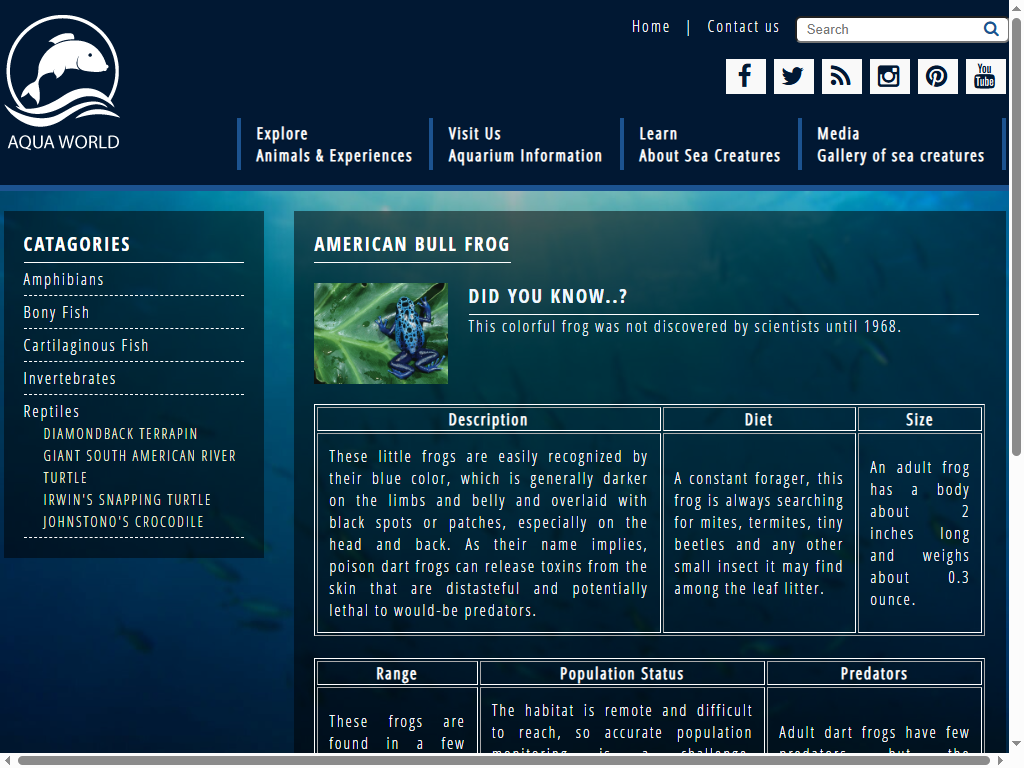 AQUA WORLD
Home | Contact us
Search
You
Tube
Explore
Animals & Experiences
Visit Us
Aquarium Information
Learn
About Sea Creatures
Media
Gallery of sea creatures
CATAGORIES
Amphibians
Bony Fish
Cartilaginous Fish
Invertebrates
Reptiles
DIAMONDBACK TERRAPIN
GIANT SOUTH AMERICAN RIVER
TURTLE
IRWIN'S SNAPPING TURTLE
JOHNSTONO'S CROCODILE
AMERICAN BULL FROG
DID YOU KNOW..?
This colorful frog was not discovered by scientists until 1968.
Description
These little frogs are easily recognized by
their blue color, which is generally darker
on the limbs and belly and overlaid with
black spots or patches, especially on the
head and back. As their name implies,
poison dart frogs can release toxins from the
skin that are distasteful and potentially
lethal to would-be predators.
Diet
A constant forager, this
frog is always searching
for mites, termites, tiny
beetles and any other
small insect it may find
among the leaf litter.
Size
An adult frog
has a body
about 2
inches long
and weighs
about 0.3
ounce.
Range
These frogs are
found in a few
Population Status
The habitat is remote and difficult
to reach, so accurate population
monitoring is a challenge.
Predators
Adult dart frogs have few
predators, but the